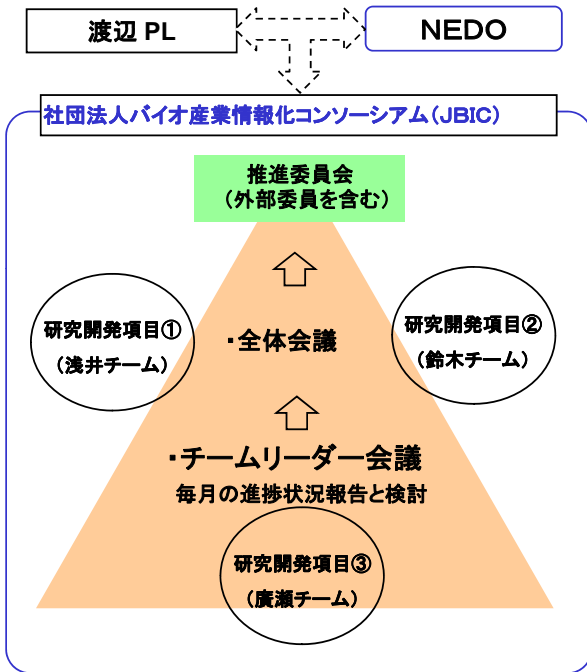 渡辺 PL
NEDO
社団法人バイオ産業情報化コンソーシアム(JBIC)
推進委員会
(外部委員を含む)
研究開発項目①
(浅井チーム)
研究開発項目②
(鈴木チーム)
・全体会議
・チームリーダー会議
毎月の進捗状況報告と検討
研究開発項目③
(廣瀬チーム)